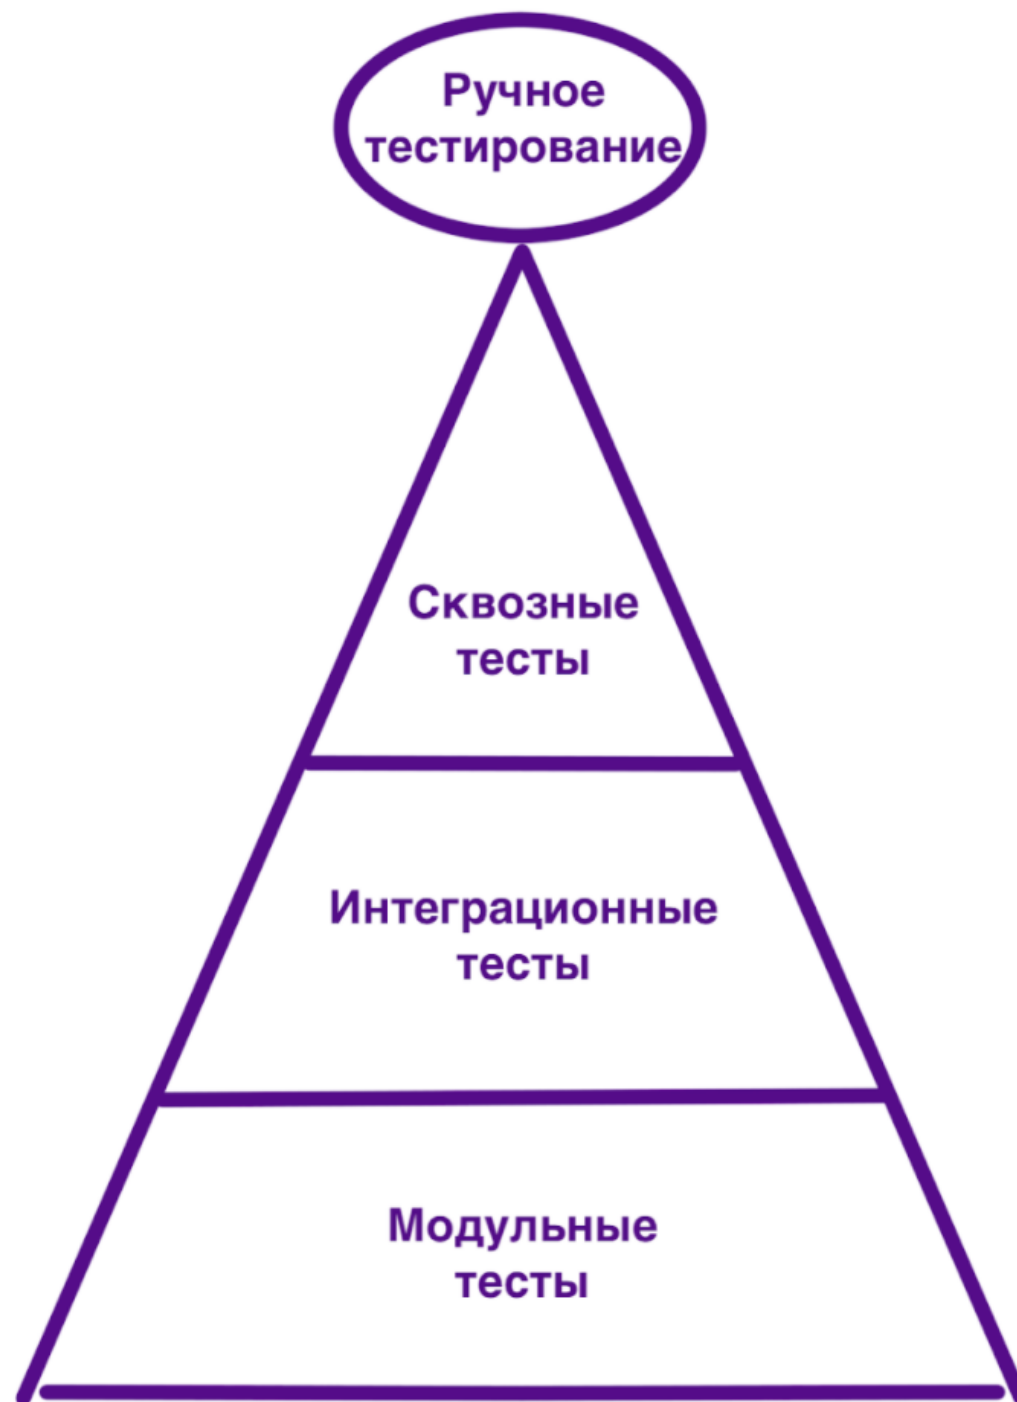 Ручное
тестирование
Сквозные
тесты
Интеграционные
тесты
Модульные
тесты